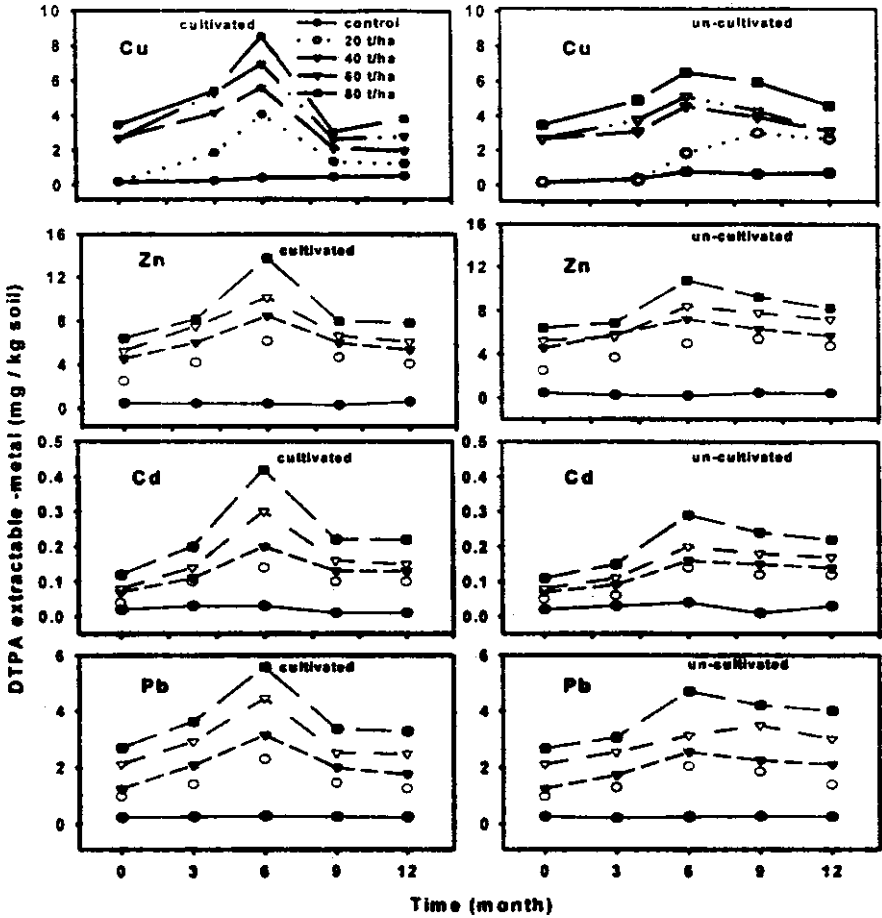 cultivated
Cu
control
20 t/ha
40 t/ha
60 t/ha
80 t/ha
10
8
6
4
2
0
un-cultivated
Cu
10
8
6
4
2
0
cultivated
Zn
16
12
8
4
0
un-cultivated
Zn
16
12
8
4
0
cultivated
Cd
0.5
0.4
0.3
0.2
0.1
0.0
un-cultivated
Cd
0.5
0.4
0.3
0.2
0.1
0.0
cultivated
Pb
6
4
2
0
0 3 6 9 12
un-cultivated
Pb
6
4
2
0
0 3 6 9 12
DTPA extractable -metal (mg / kg soil)
Time (month)